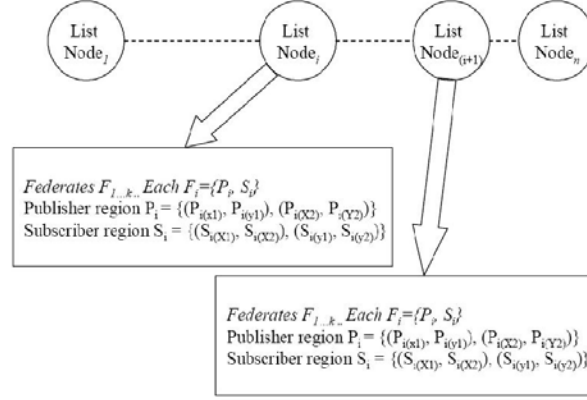 List
Node1
List
Nodei
List
Node(i+1)
List
Noden
Federates F1...k.. Each Fi={Pi, Si}
Publisher region Pi = {(Pi(x1), Pi(y1)), (Pi(X2), Pi(Y2))}
Subscriber region Si = {(Si(X1), Si(X2)), (Si(y1), Si(y2))}
Federates F1...k.. Each Fi={Pi, Si}
Publisher region Pi = {(Pi(x1), Pi(y1)), (Pi(X2), Pi(Y2))}
Subscriber region Si = {(Si(X1), Si(X2)), (Si(y1), Si(y2))}